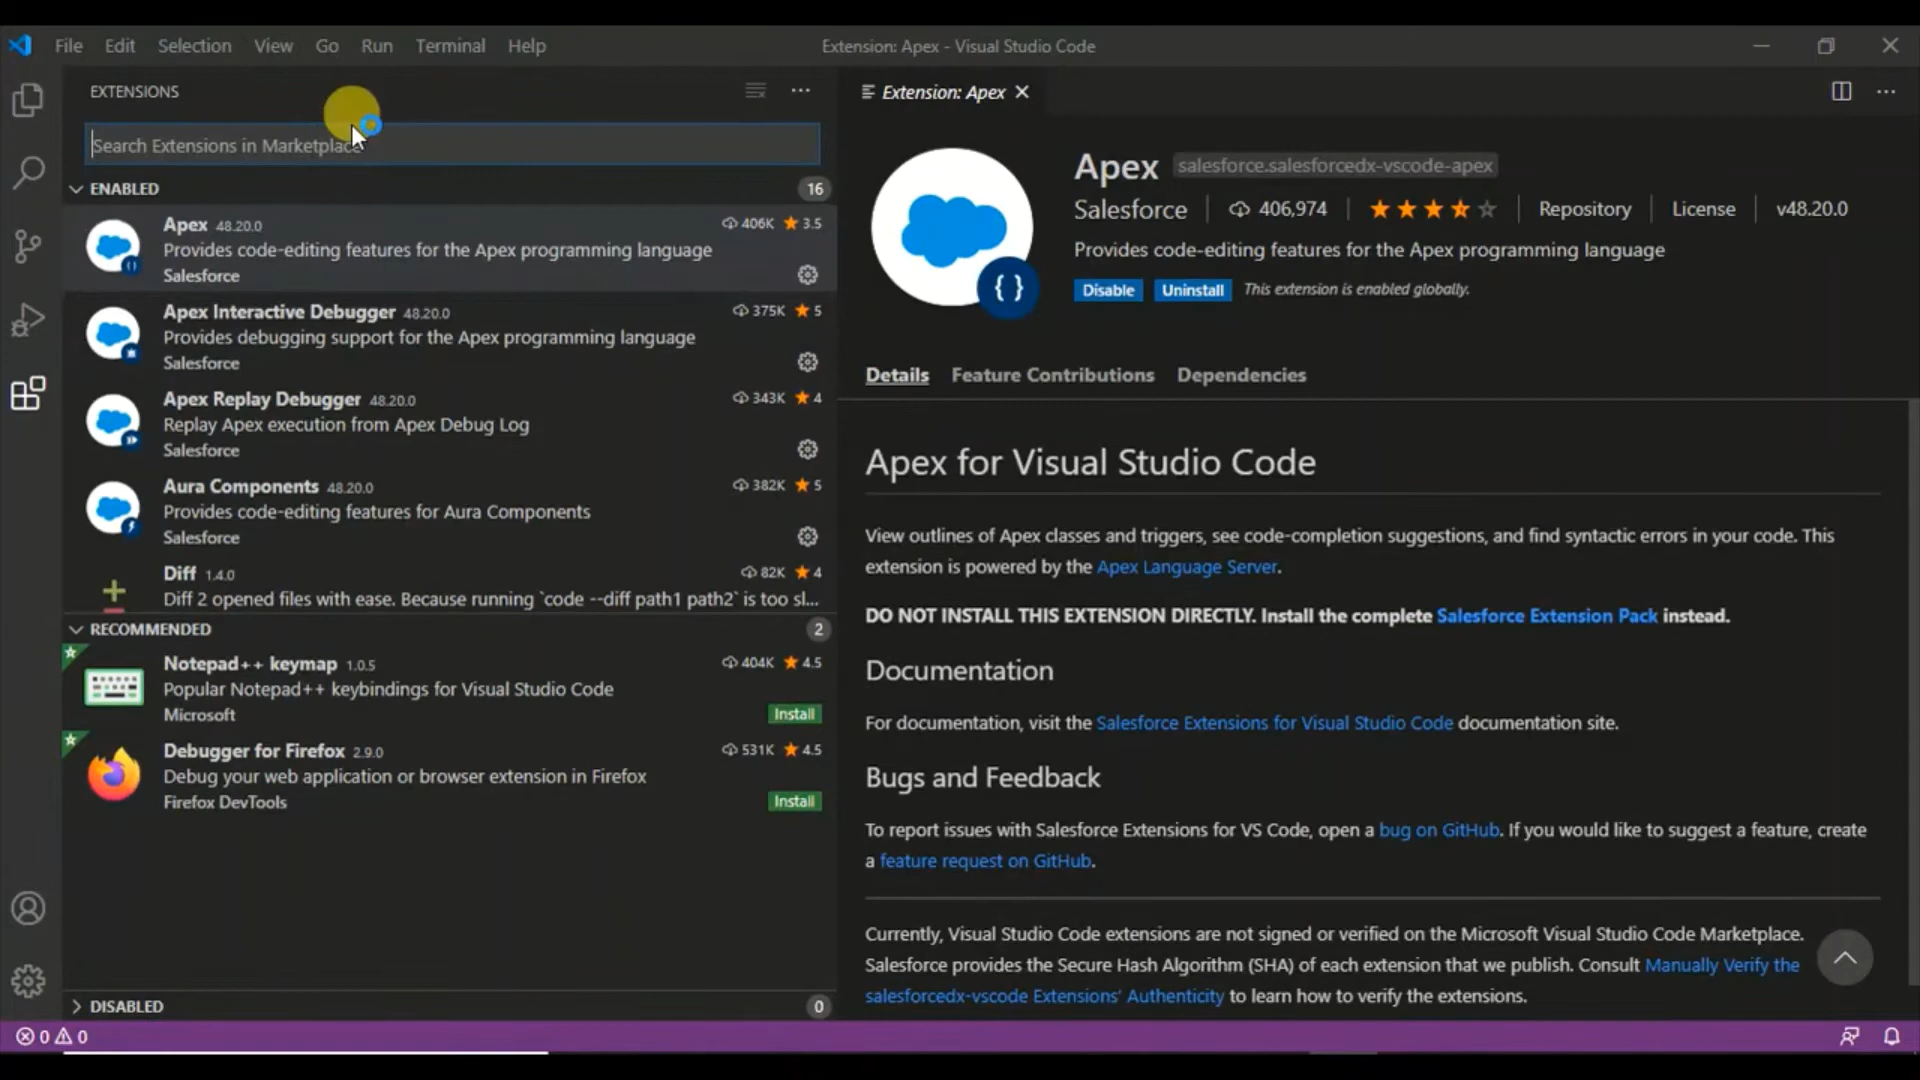 File Edit Selection View Go Run Terminal Help
Extension: Apex - Visual Studio Code
EXTENSIONS
Search Extensions in Marketplace
ENABLED 16
Apex 48.20.0 406K 3.5
Provides code-editing features for the Apex programming language
Salesforce
Apex Interactive Debugger 48.20.0 375K 5
Provides debugging support for the Apex programming language
Salesforce
Apex Replay Debugger 48.20.0 343K 4
Replay Apex execution from Apex Debug Log
Salesforce
Aura Components 48.20.0 382K 5
Provides code-editing features for Aura Components
Salesforce
Diff 1.4.0 82K 4
Diff 2 opened files with ease. Because running `code --diff path1 path2` is too sl...
RECOMMENDED 2
Notepad++ keymap 1.0.5 404K 4.5
Popular Notepad++ keybindings for Visual Studio Code
Microsoft Install
Debugger for Firefox 2.9.0 531K 4.5
Debug your web application or browser extension in Firefox
Firefox DevTools Install
DISABLED 0
Extension: Apex
{ }
Apex salesforce.salesforcedx-vscode-apex
Salesforce 406,974 Repository License v48.20.0
Provides code-editing features for the Apex programming language
Disable Uninstall This extension is enabled globally.
Details Feature Contributions Dependencies
Apex for Visual Studio Code
View outlines of Apex classes and triggers, see code-completion suggestions, and find syntactic errors in your code. This
extension is powered by the Apex Language Server.
DO NOT INSTALL THIS EXTENSION DIRECTLY. Install the complete Salesforce Extension Pack instead.
Documentation
For documentation, visit the Salesforce Extensions for Visual Studio Code documentation site.
Bugs and Feedback
To report issues with Salesforce Extensions for VS Code, open a bug on GitHub. If you would like to suggest a feature, create
a feature request on GitHub.
Currently, Visual Studio Code extensions are not signed or verified on the Microsoft Visual Studio Code Marketplace.
Salesforce provides the Secure Hash Algorithm (SHA) of each extension that we publish. Consult Manually Verify the
salesforcedx-vscode Extensions' Authenticity to learn how to verify the extensions.
0 0